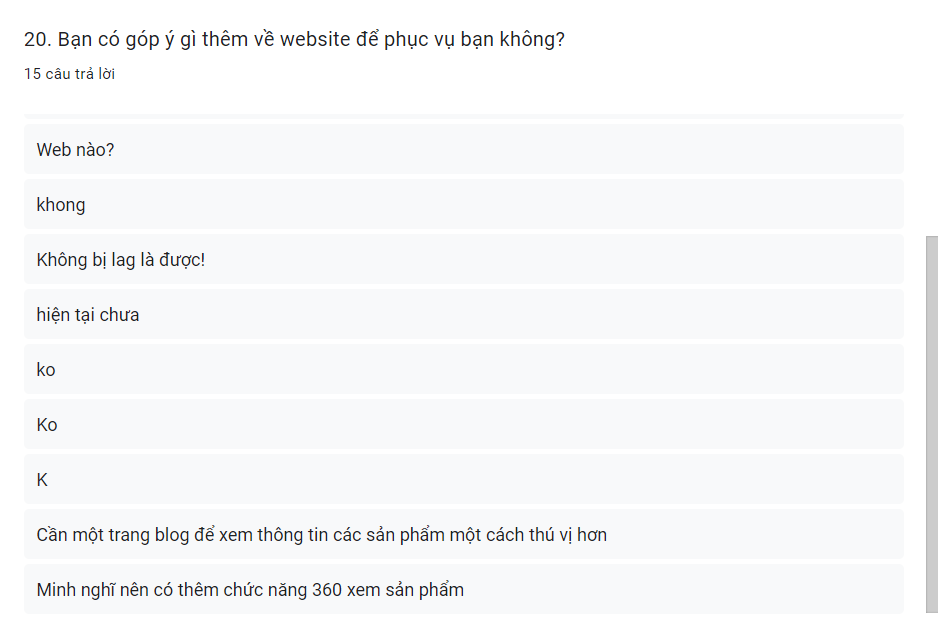 20. Bạn có góp ý gì thêm về website để phục vụ bạn không?
15 câu trả lời
Web nào?
khong
Không bị lag là được!
hiện tại chưa
ko
Ko
K
Cần một trang blog để xem thông tin các sản phẩm một cách thú vị hơn
Minh nghĩ nên có thêm chức năng 360 xem sản phẩm